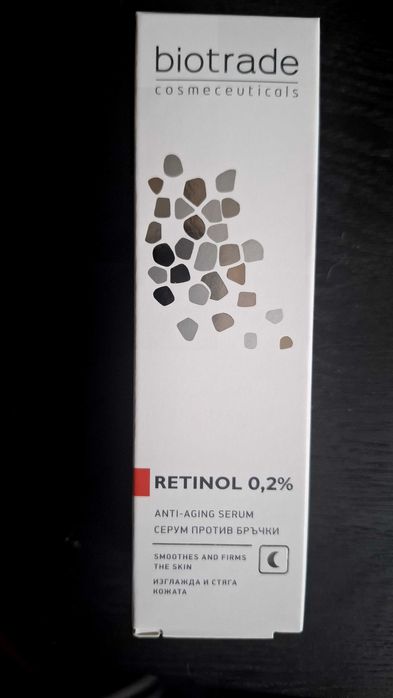 biotrade
cosmeceuticals
RETINOL 0,2%
ANTI-AGING SERUM
СЕРУМ ПРОТИВ БРЪЧКИ
SMOOTHES AND FIRMS
THE SKIN
ИЗГЛАЖДА И СТЯГА
КОЖАТА